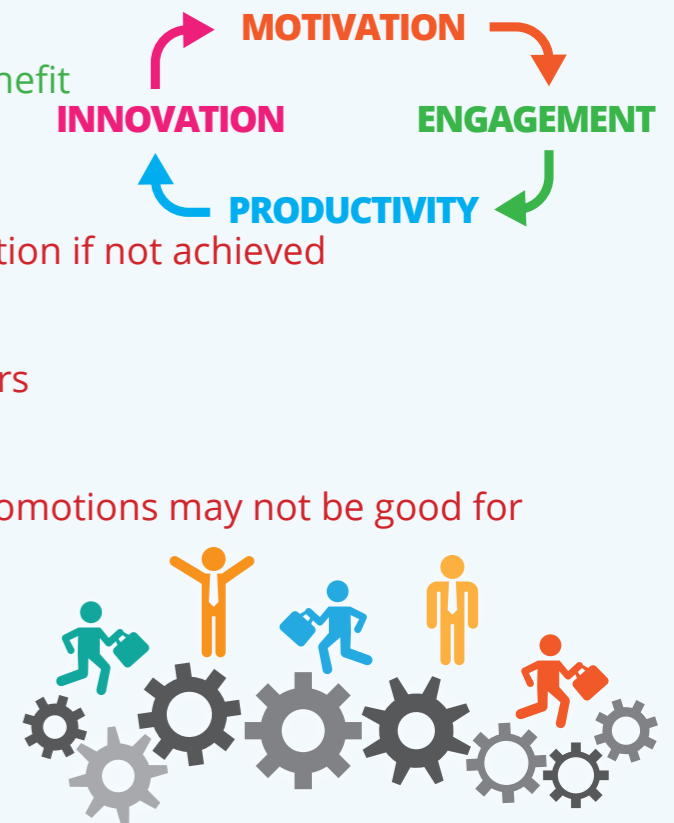 MOTIVATION
nefit
INNOVATION ENGAGEMENT
PRODUCTIVITY
tion if not achieved
rs
omotions may not be good for